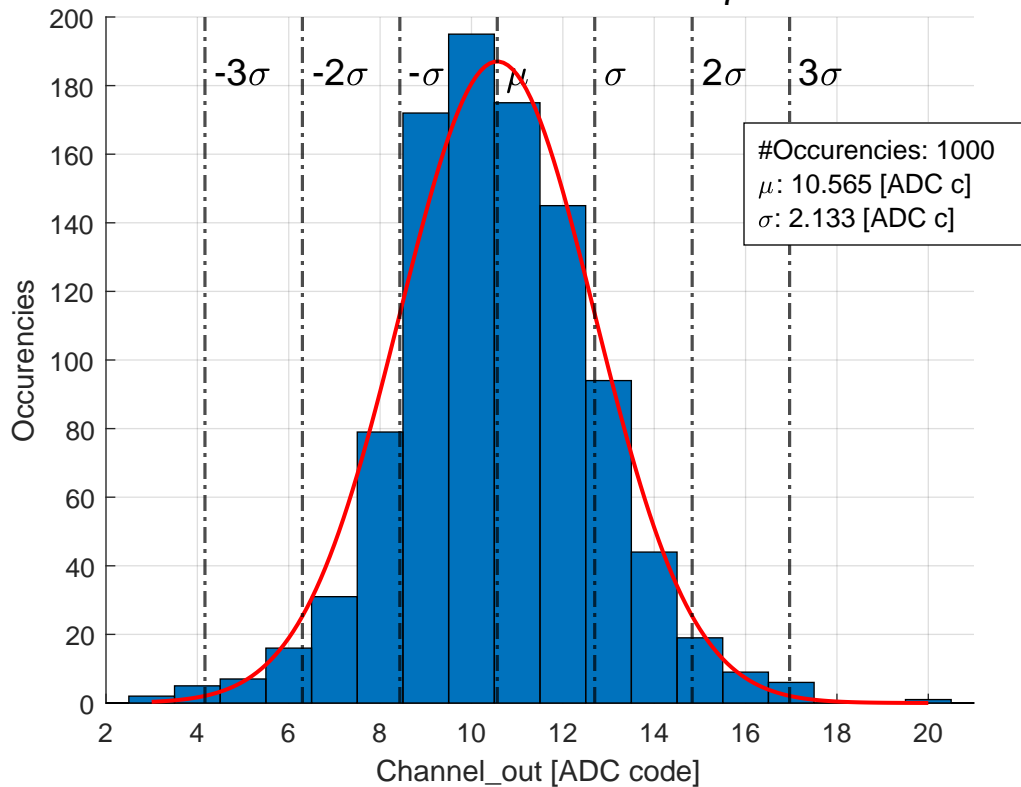 200
180
160
140
120
100
80
60
40
20
0
Occurencies
-3σ
-2σ
-σ
μ
σ
2σ
3σ
#Occurencies: 1000
μ: 10.565 [ADC c]
σ: 2.133 [ADC c]
2 4 6 8 10 12 14 16 18 20
Channel_out [ADC code]